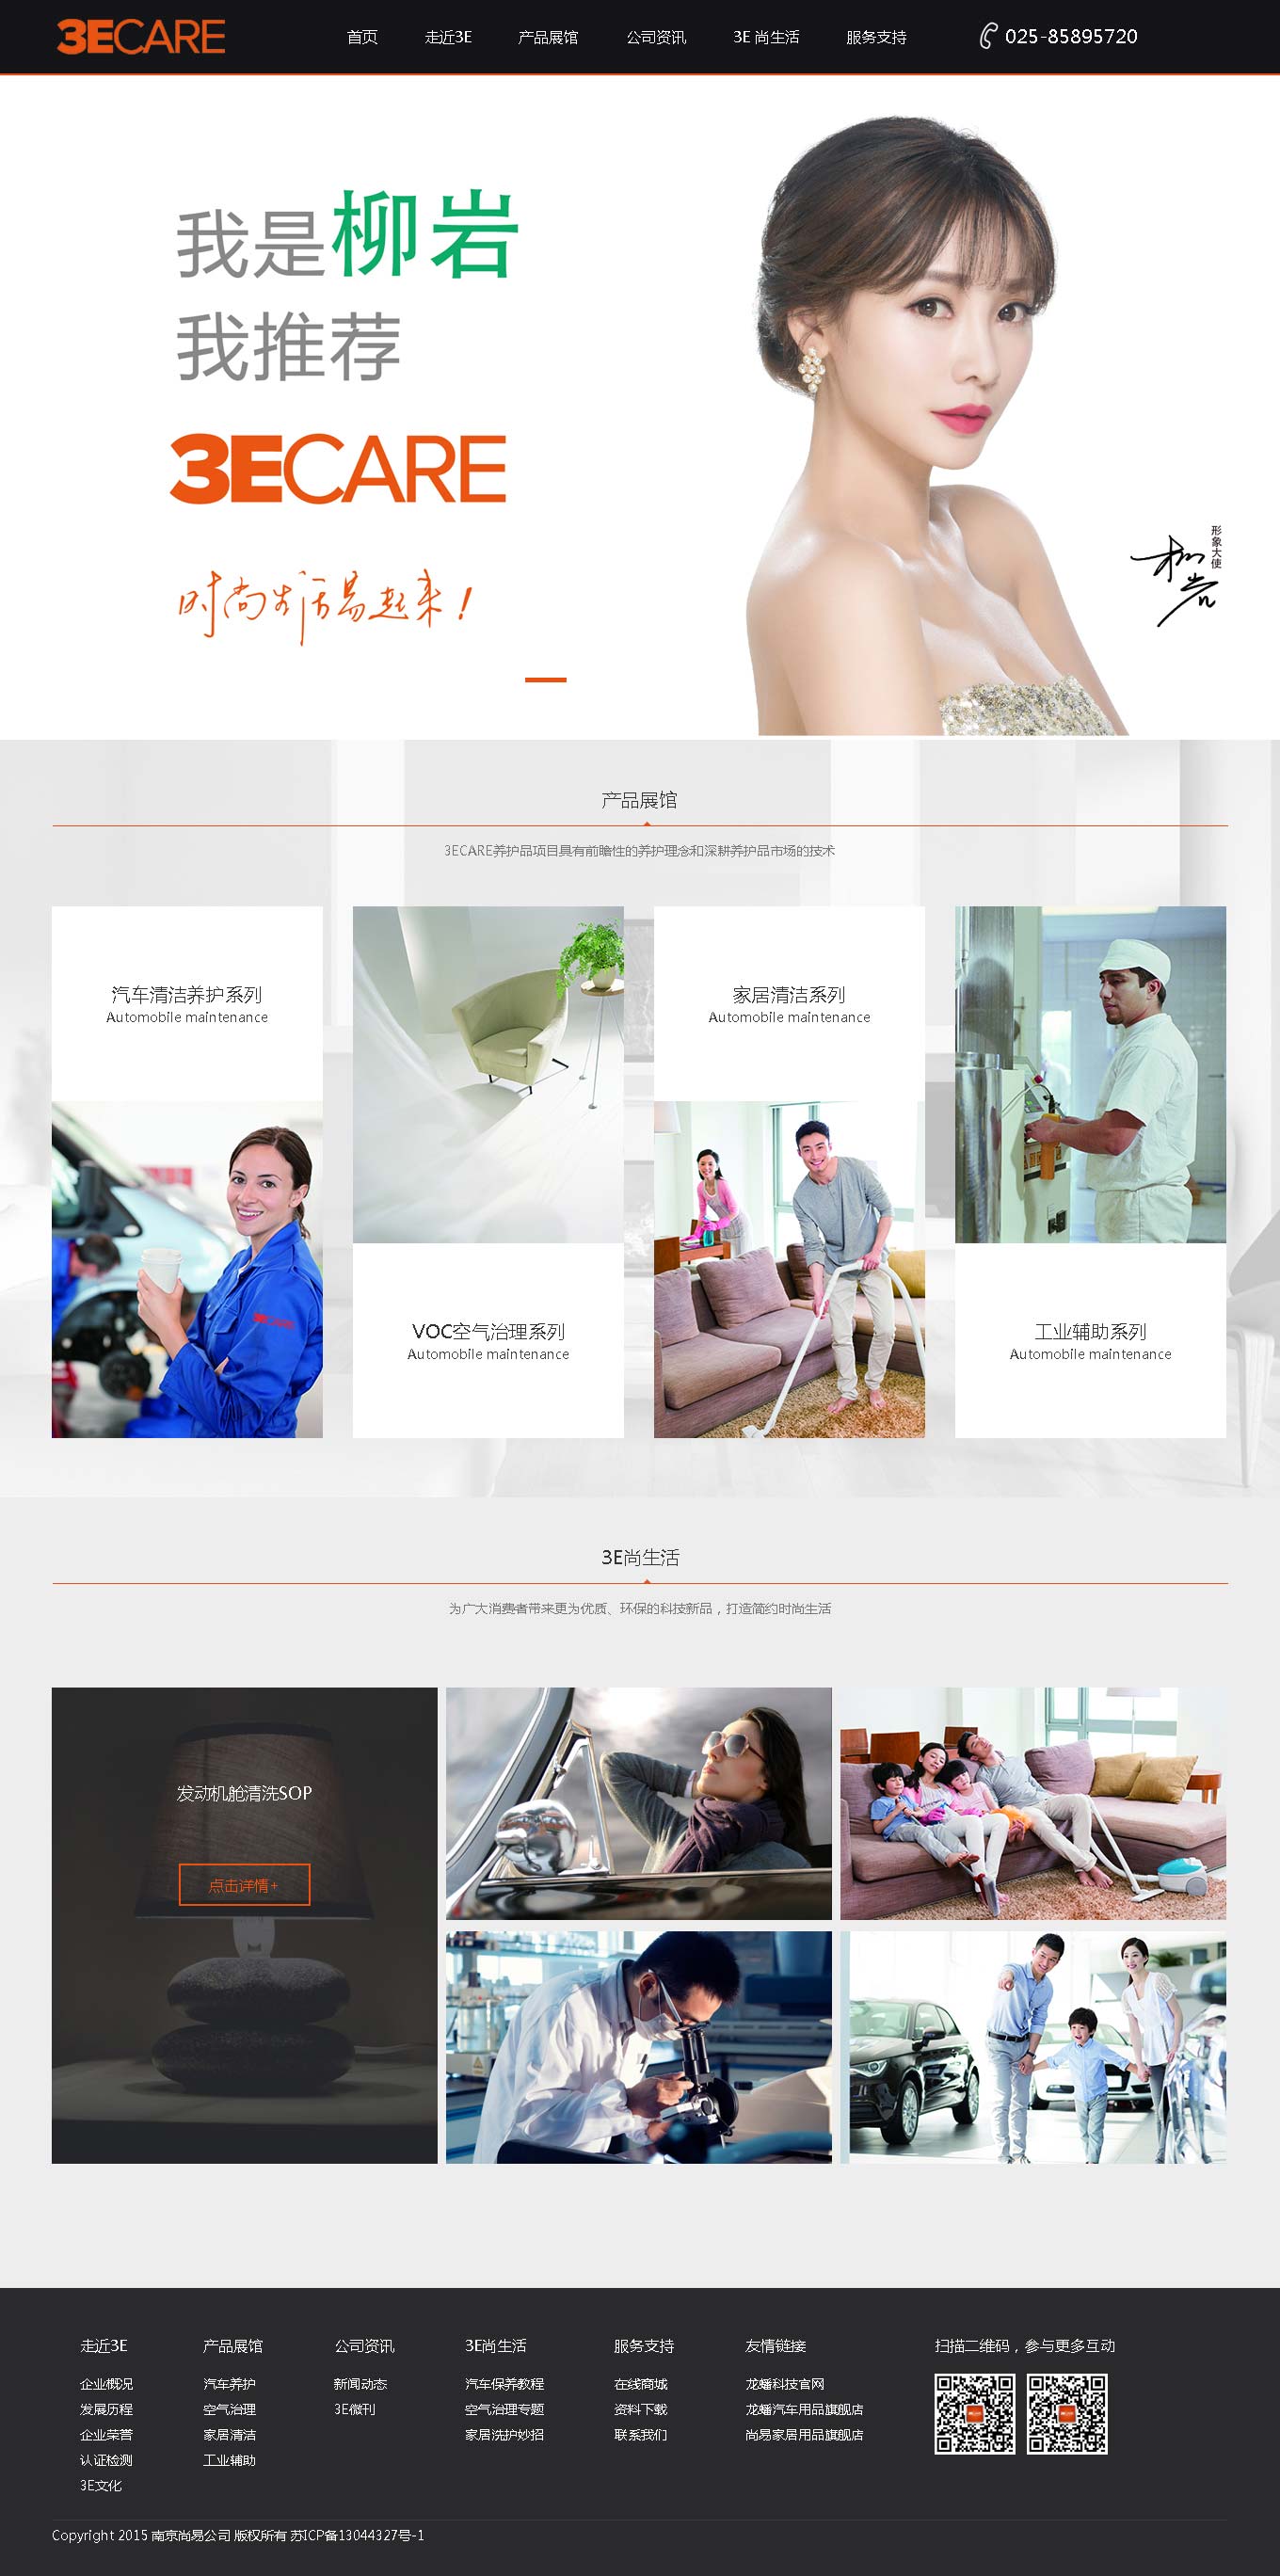 3ECARE
首页 走近3E 产品展馆 公司资讯 3E 尚生活 服务支持 025-85895720
我是柳岩
我推荐
3ECARE
时尚生活易起来！
形象大使
柳岩
产品展馆
3ECARE养护品项目具有前瞻性的养护理念和深耕养护品市场的技术
汽车清洁养护系列
Automobile maintenance
家居清洁系列
Automobile maintenance
3ECARE
VOC空气治理系列
Automobile maintenance
工业辅助系列
Automobile maintenance
3E尚生活
为广大消费者带来更为优质、环保的科技新品，打造简约时尚生活
发动机舱清洗SOP
点击详情+
走近3E
企业概况
发展历程
企业荣誉
认证检测
3E文化
产品展馆
汽车养护
空气治理
家居清洁
工业辅助
公司资讯
新闻动态
3E微刊
3E尚生活
汽车保养教程
空气治理专题
家居洗护妙招
服务支持
在线商城
资料下载
联系我们
友情链接
龙蟠科技官网
龙蟠汽车用品旗舰店
尚易家居用品旗舰店
扫描二维码，参与更多互动
Copyright 2015 南京尚易公司 版权所有 苏ICP备13044327号-1